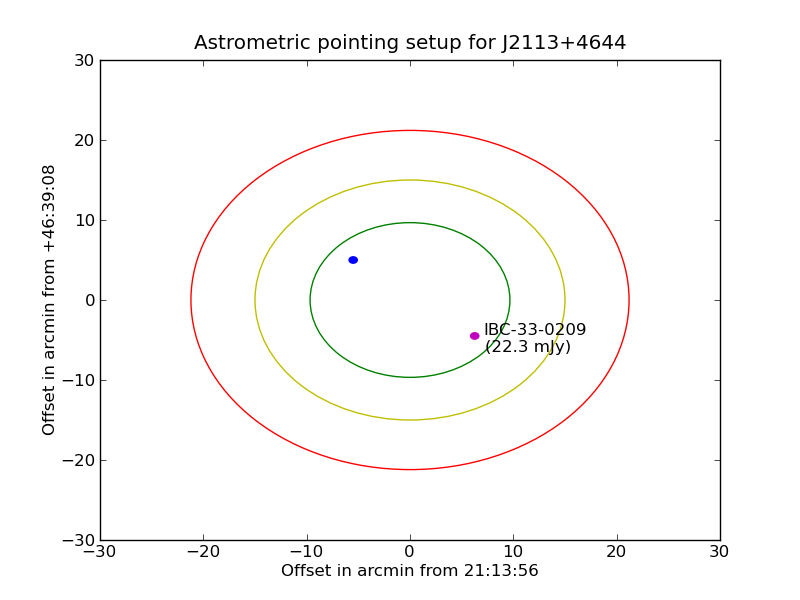 Astrometric pointing setup for J2113+4644
30
20
10
0
−10
−20
−30
Offset in arcmin from +46:39:08
IBC-33-0209
(22.3 mJy)
−30 −20 −10 0 10 20 30
Offset in arcmin from 21:13:56